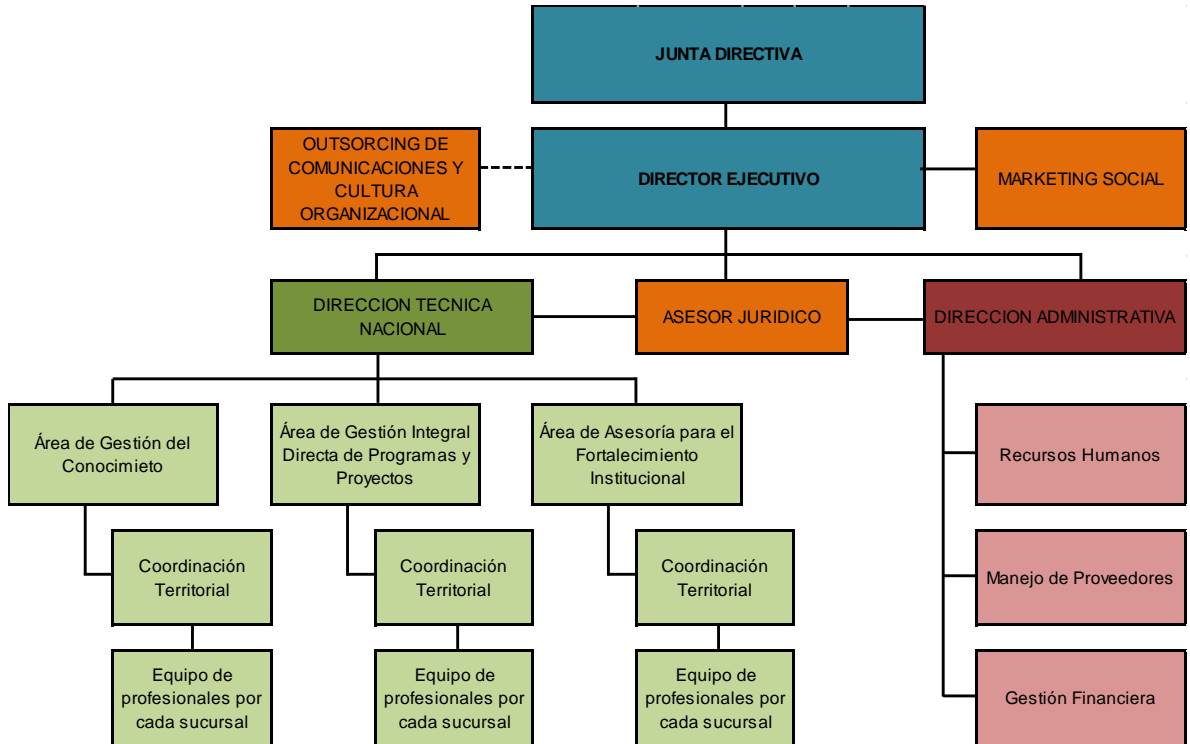 JUNTA DIRECTIVA
OUTSORCING DE
COMUNICACIONES Y
CULTURA
ORGANIZACIONAL
DIRECTOR EJECUTIVO
MARKETING SOCIAL
DIRECCION TECNICA
NACIONAL
ASESOR JURIDICO
DIRECCION ADMINISTRATIVA
Área de Gestión del
Conocimieto
Área de Gestión Integral
Directa de Programas y
Proyectos
Área de Asesoría para el
Fortalecimiento
Institucional
Recursos Humanos
Coordinación
Territorial
Coordinación
Territorial
Coordinación
Territorial
Manejo de Proveedores
Equipo de
profesionales por
cada sucursal
Equipo de
profesionales por
cada sucursal
Equipo de
profesionales por
cada sucursal
Gestión Financiera